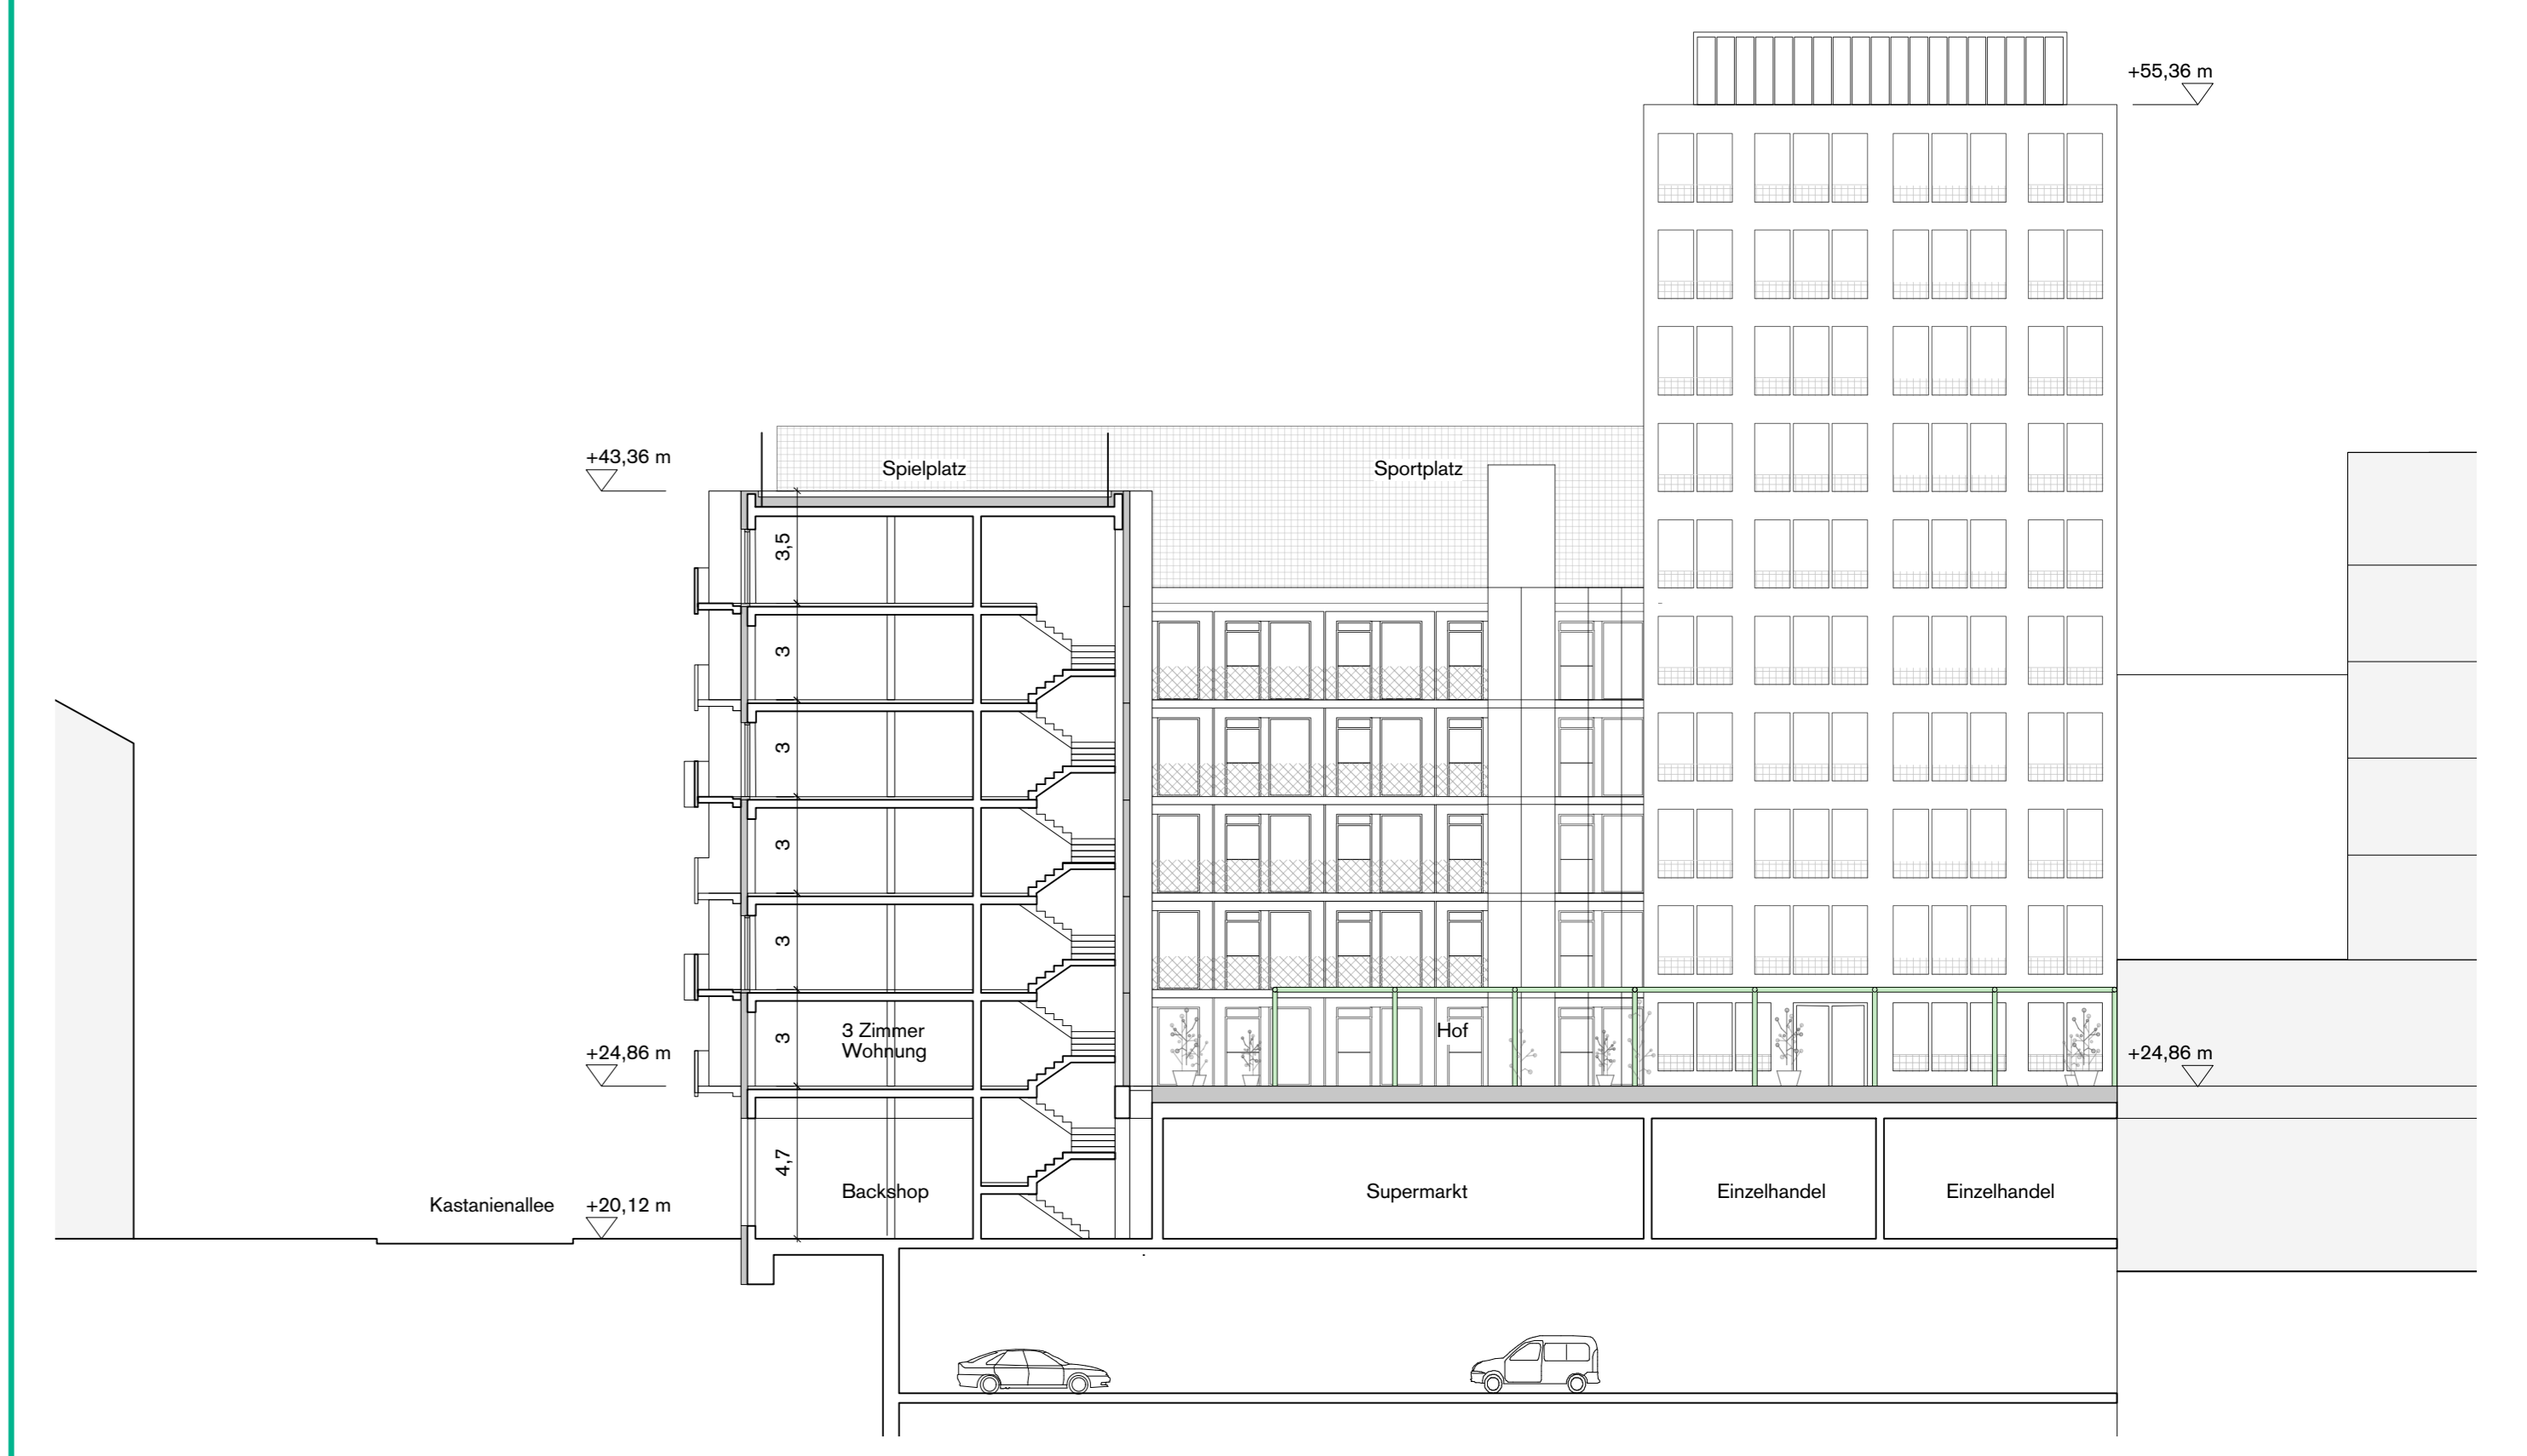 +55,36 m
+43,36 m
Spielplatz
Sportplatz
3,5
3
3
3
3
3
3 Zimmer
Wohnung
Hof
+24,86 m
+24,86 m
4,7
Kastanienallee
+20,12 m
Backshop
Supermarkt
Einzelhandel
Einzelhandel